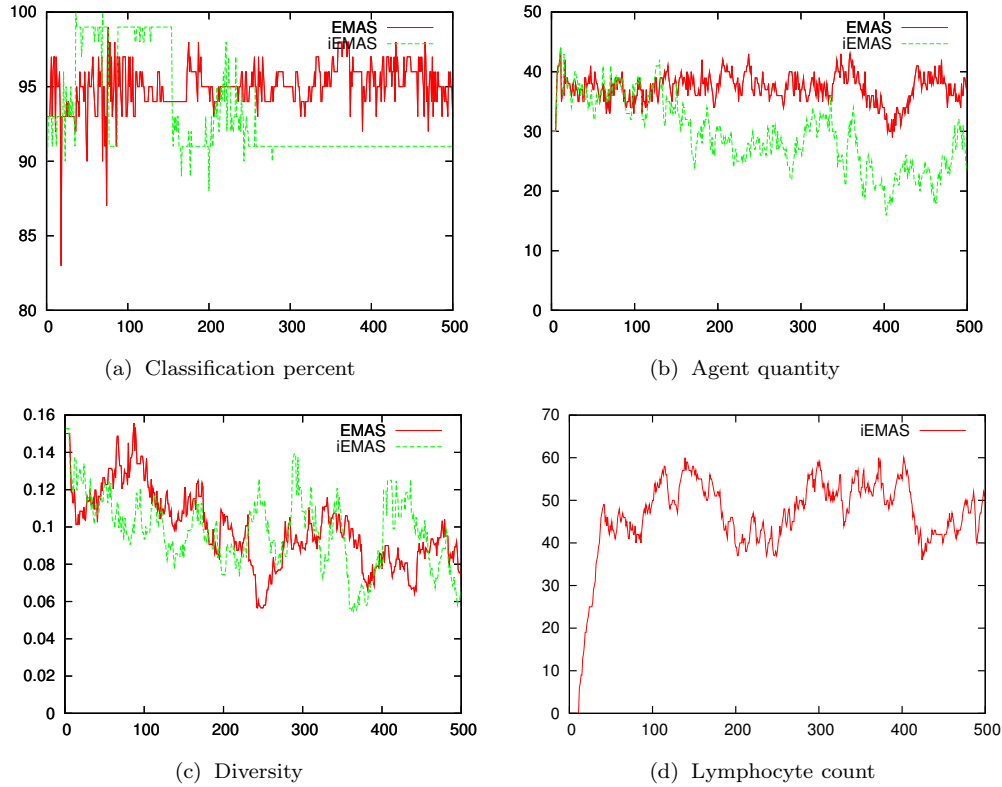 100
95
90
85
80
0 100 200 300 400 500
EMAS
iEMAS
(a) Classification percent
50
40
30
20
10
0
0 100 200 300 400 500
EMAS
iEMAS
(b) Agent quantity
0.16
0.14
0.12
0.1
0.08
0.06
0.04
0.02
0
0 100 200 300 400 500
EMAS
iEMAS
(c) Diversity
70
60
50
40
30
20
10
0
0 100 200 300 400 500
iEMAS
(d) Lymphocyte count